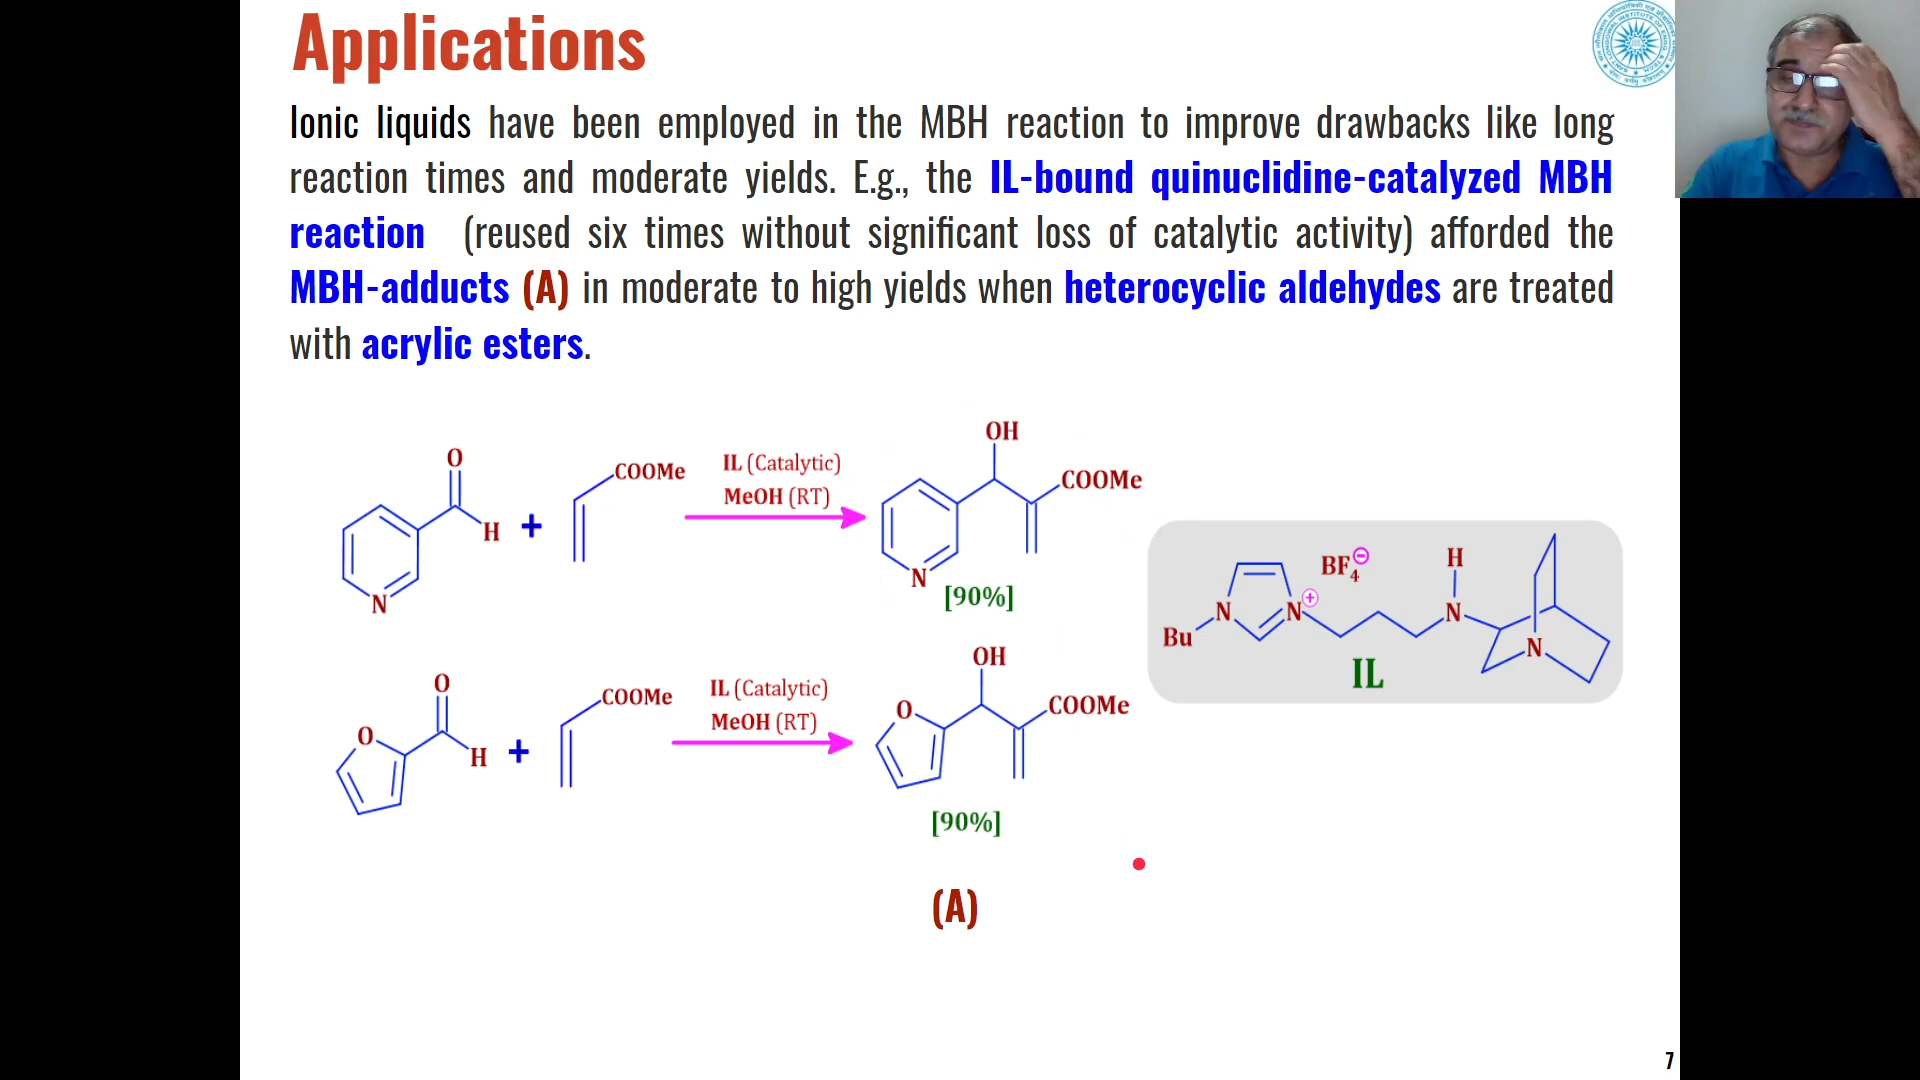 Applications
Ionic liquids have been employed in the MBH reaction to improve drawbacks like long
reaction times and moderate yields. E.g., the IL-bound quinuclidine-catalyzed MBH
reaction (reused six times without significant loss of catalytic activity) afforded the
MBH-adducts (A) in moderate to high yields when heterocyclic aldehydes are treated
with acrylic esters.
O
H
N
+
COOMe
IL (Catalytic)
MeOH (RT)
OH
COOMe
N
[90%]
O
O
H
+
COOMe
IL (Catalytic)
MeOH (RT)
OH
O
COOMe
[90%]
(A)
BF4⊖
H
N
N⊕
N
Bu
N
IL
7